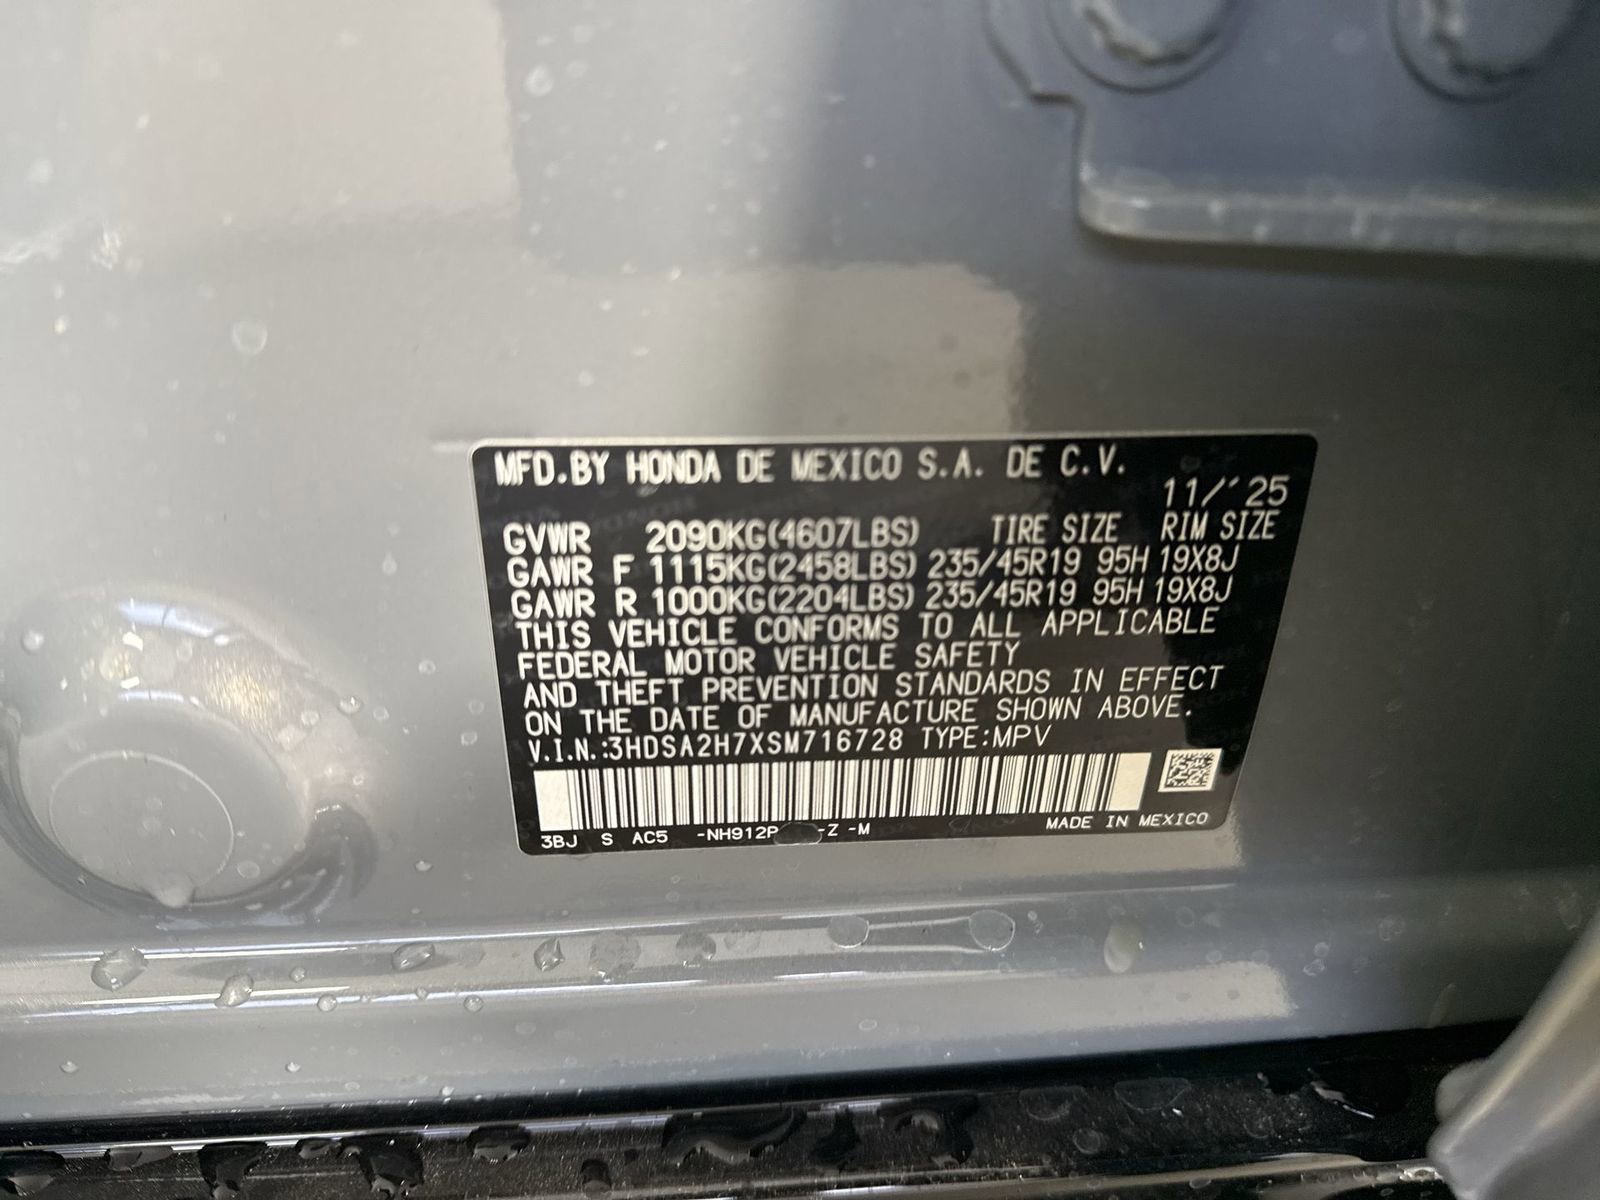 MFD.BY HONDA DE MEXICO S.A. DE C.V.
11/'25
GVWR 2090KG(4607LBS) TIRE SIZE RIM SIZE
GAWR F 1115KG(2458LBS) 235/45R19 95H 19X8J
GAWR R 1000KG(2204LBS) 235/45R19 95H 19X8J
THIS VEHICLE CONFORMS TO ALL APPLICABLE
FEDERAL MOTOR VEHICLE SAFETY
AND THEFT PREVENTION STANDARDS IN EFFECT
ON THE DATE OF MANUFACTURE SHOWN ABOVE.
V.I.N.:3HDSA2H7XSM716728 TYPE:MPV
3BJ S AC5 -NH912P -Z -M MADE IN MEXICO